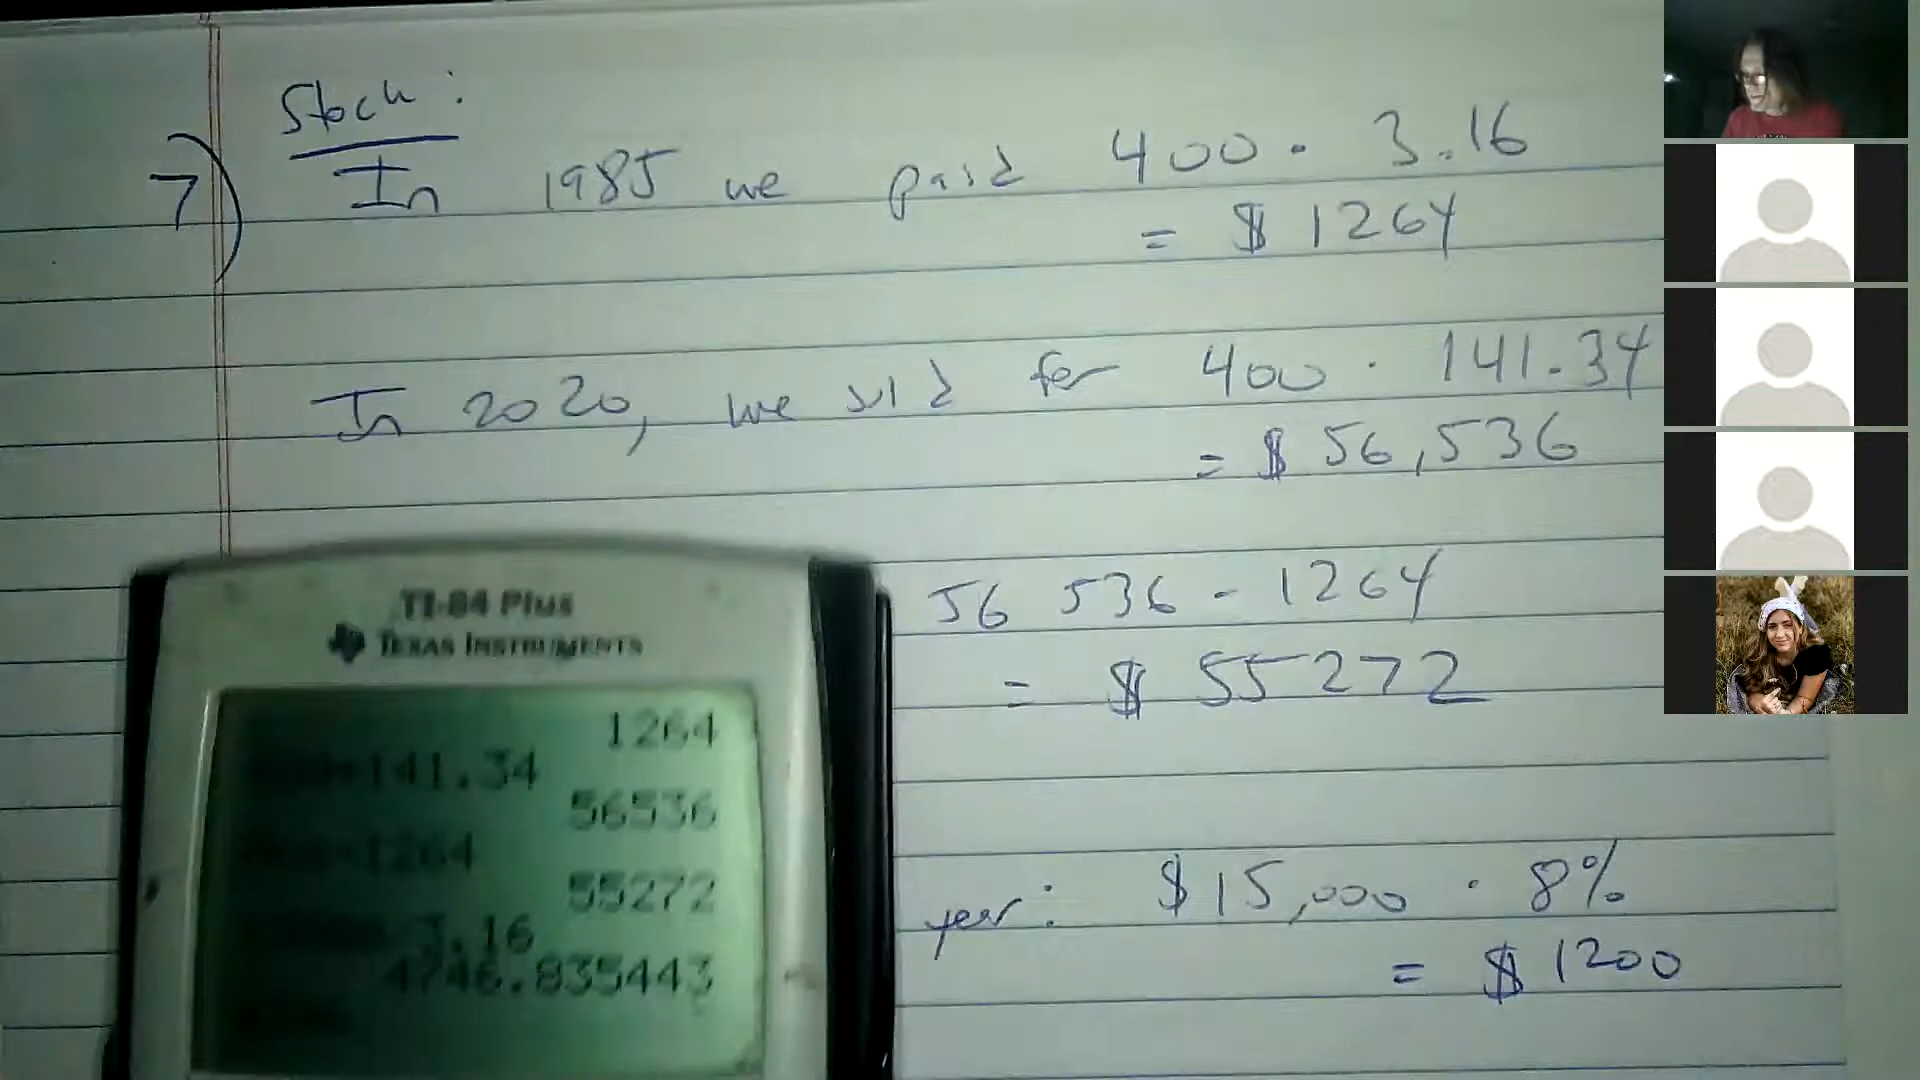 7) Stock:
In 1985 we paid 400 · 3.16
= $ 1264
In 2020, we sold for 400 · 141.34
= $ 56,536
56 536 - 1264
= $ 55272
year: $15,000 · 8%
= $ 1200
TI-84 Plus
TEXAS INSTRUMENTS
1264
141.34
56536
1264
55272
3.16
4746.835443